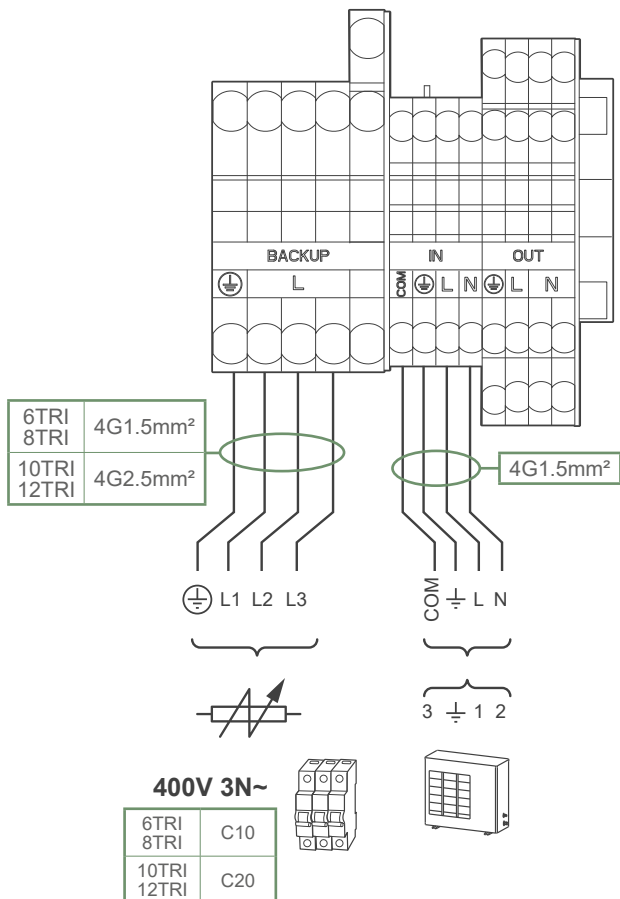 BACKUP IN OUT
L COM L N L N
6TRI
8TRI
4G1.5mm²
10TRI
12TRI
4G2.5mm²
4G1.5mm²
L1 L2 L3
COM L N
3 1 2
400V 3N~
6TRI
8TRI
C10
10TRI
12TRI
C20